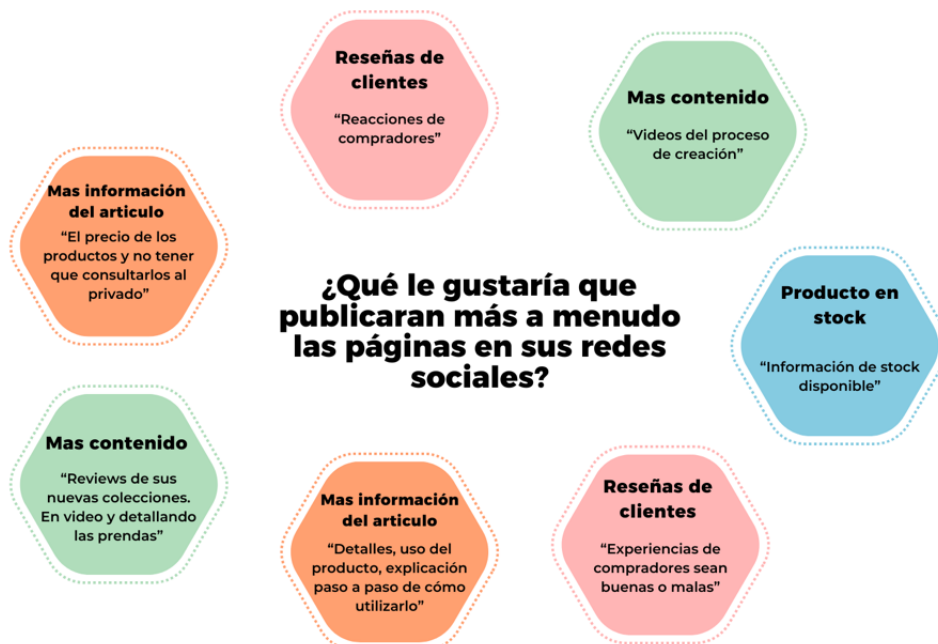 Reseñas de
clientes
“Reacciones de
compradores”
Mas contenido
“Videos del proceso
de creación”
Mas información
del articulo
“El precio de los
productos y no tener
que consultarlos al
privado”
¿Qué le gustaría que
publicaran más a menudo
las páginas en sus redes
sociales?
Producto en
stock
“Información de stock
disponible”
Mas contenido
“Reviews de sus
nuevas colecciones.
En video y detallando
las prendas”
Mas información
del articulo
“Detalles, uso del
producto, explicación
paso a paso de cómo
utilizarlo”
Reseñas de
clientes
“Experiencias de
compradores sean
buenas o malas”